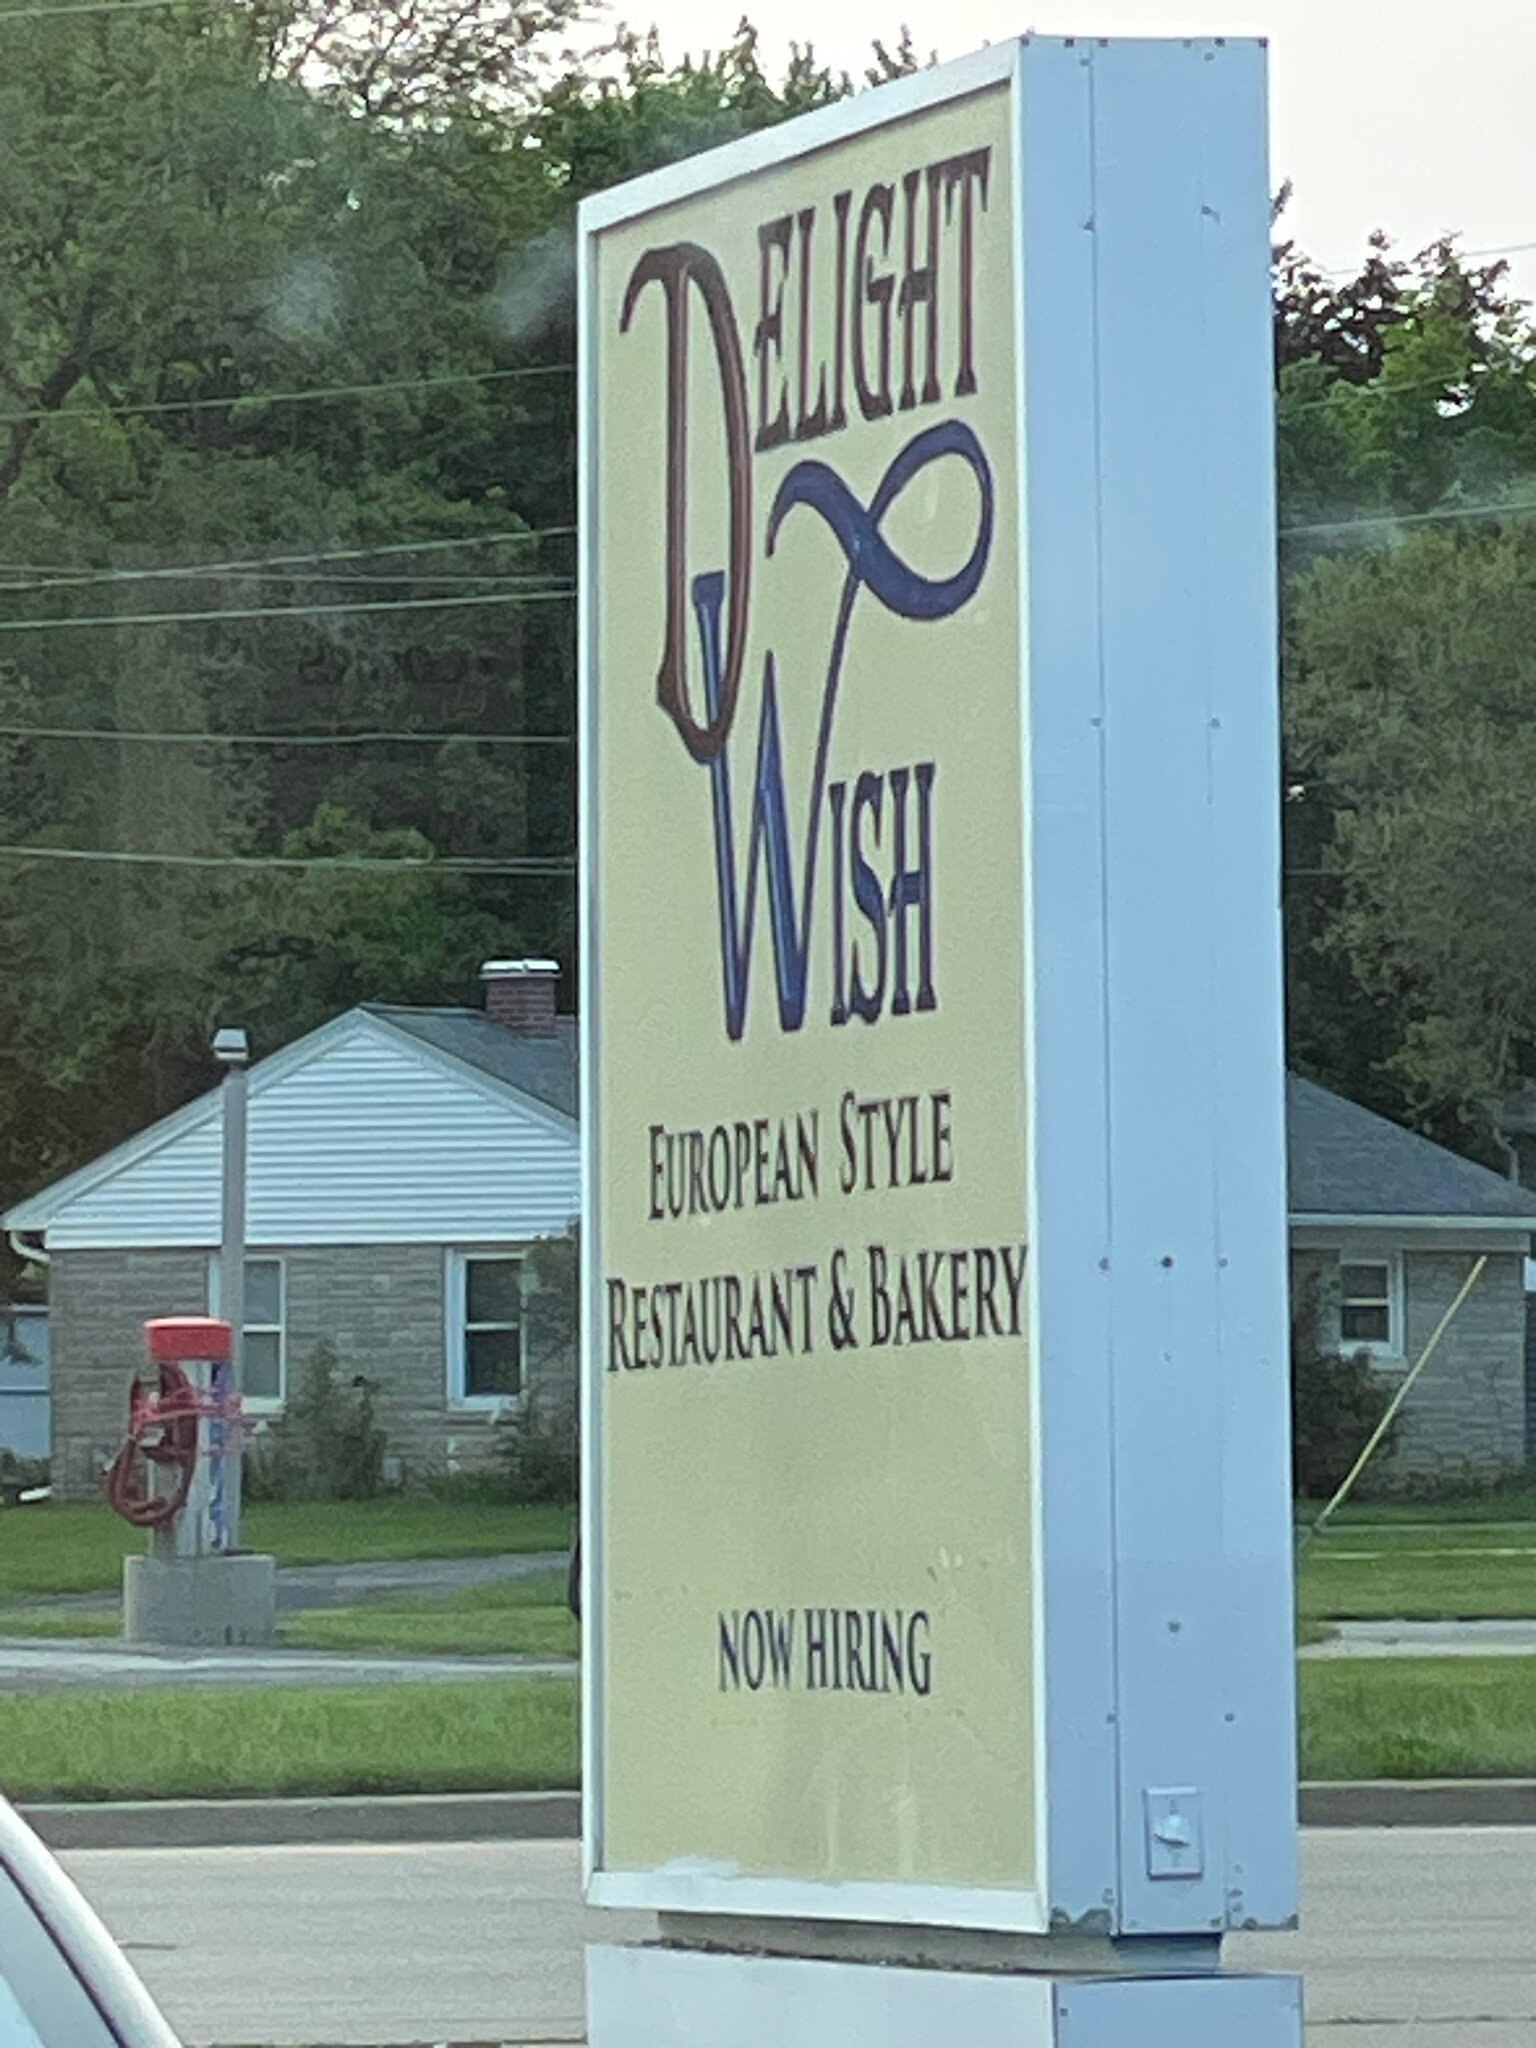 DELIGHT
WISH
EUROPEAN STYLE
RESTAURANT & BAKERY
NOW HIRING